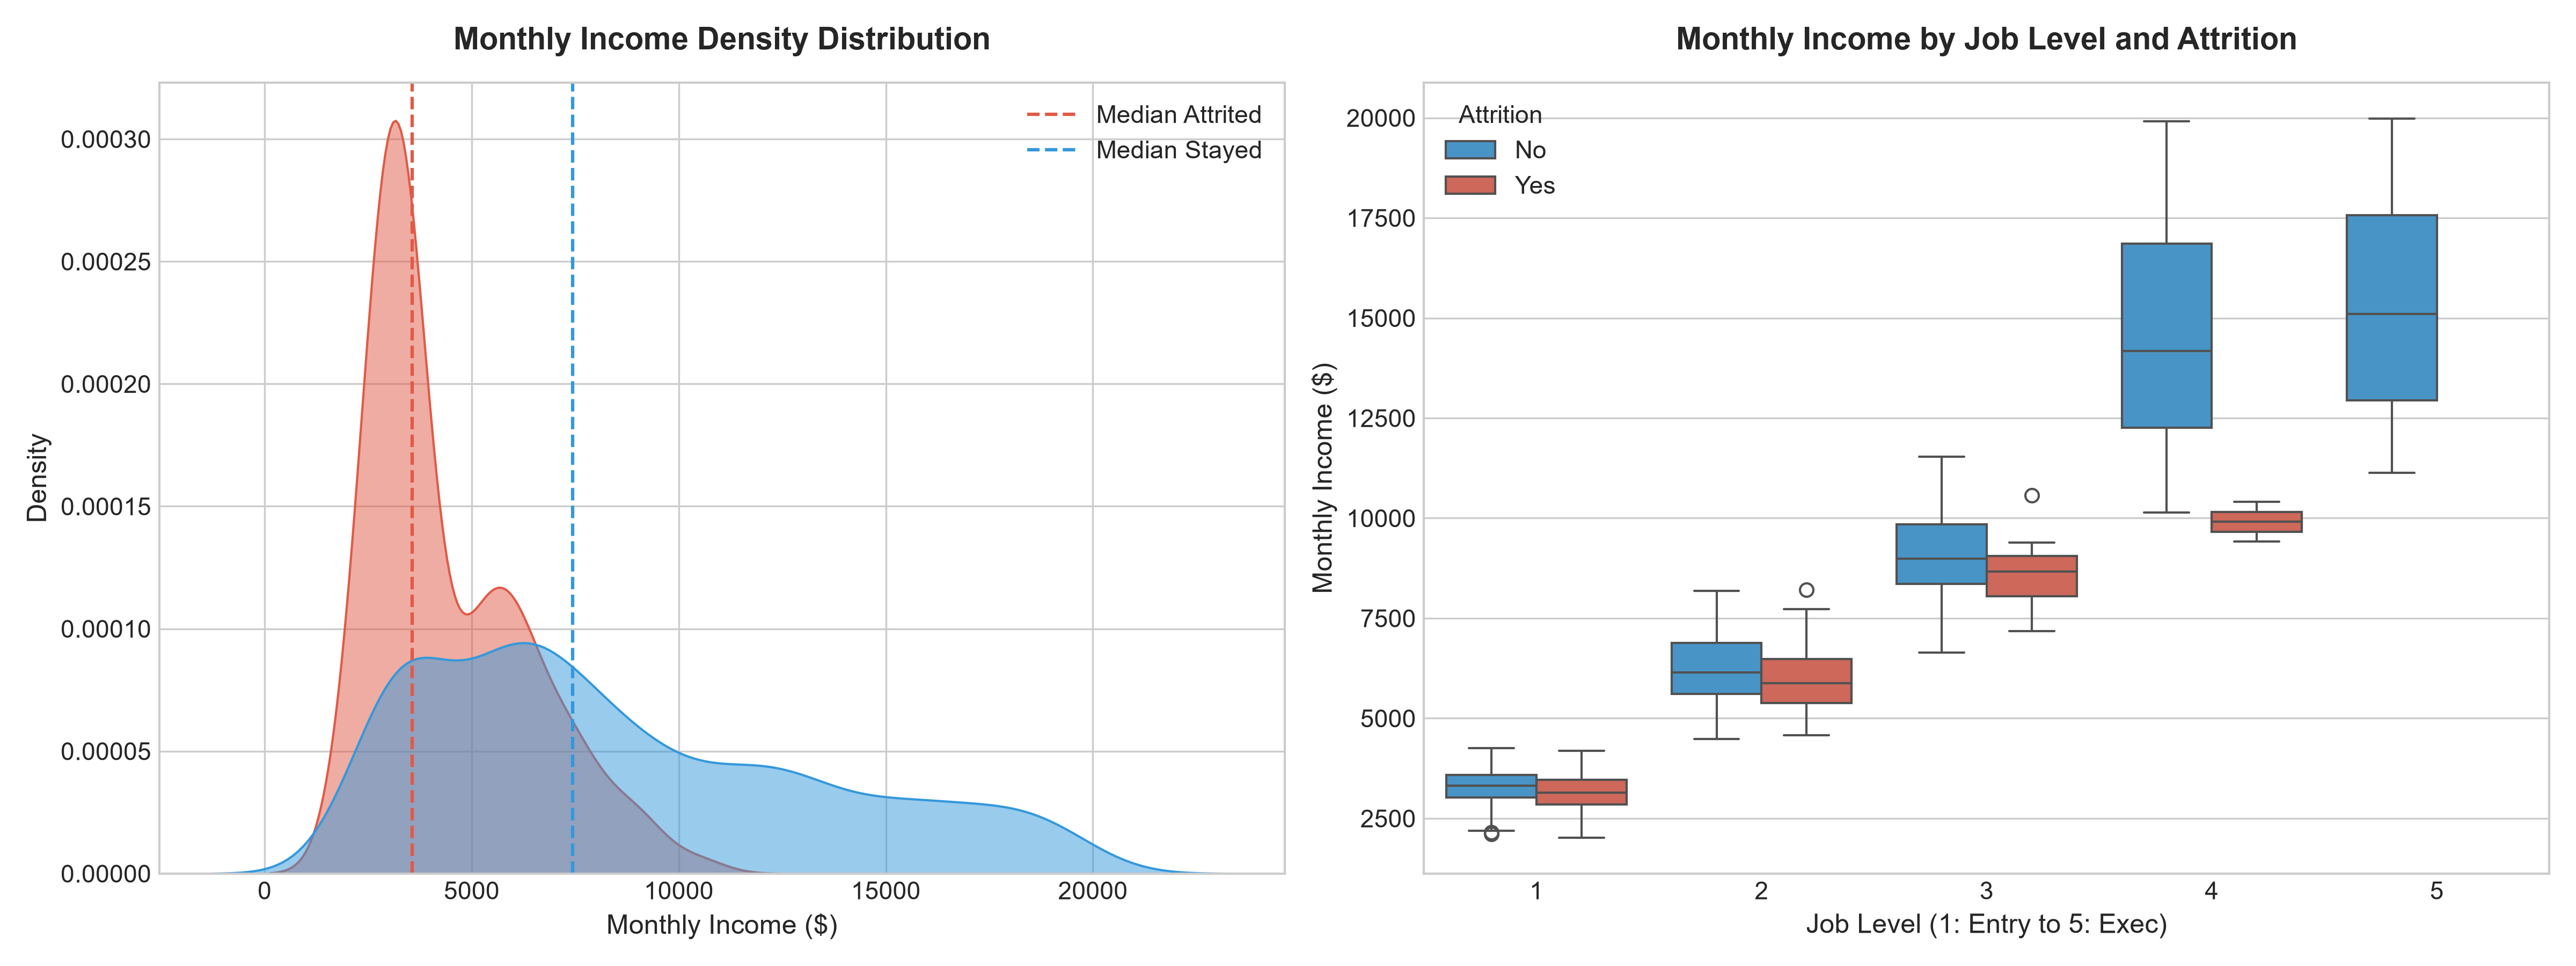 Monthly Income Density Distribution
Median Attrited
Median Stayed
0.00030
0.00025
0.00020
0.00015
0.00010
0.00005
0.00000
Density
0
5000
10000
15000
20000
Monthly Income ($)
Monthly Income by Job Level and Attrition
Attrition
No
Yes
20000
17500
15000
12500
10000
7500
5000
2500
Monthly Income ($)
1
2
3
4
5
Job Level (1: Entry to 5: Exec)